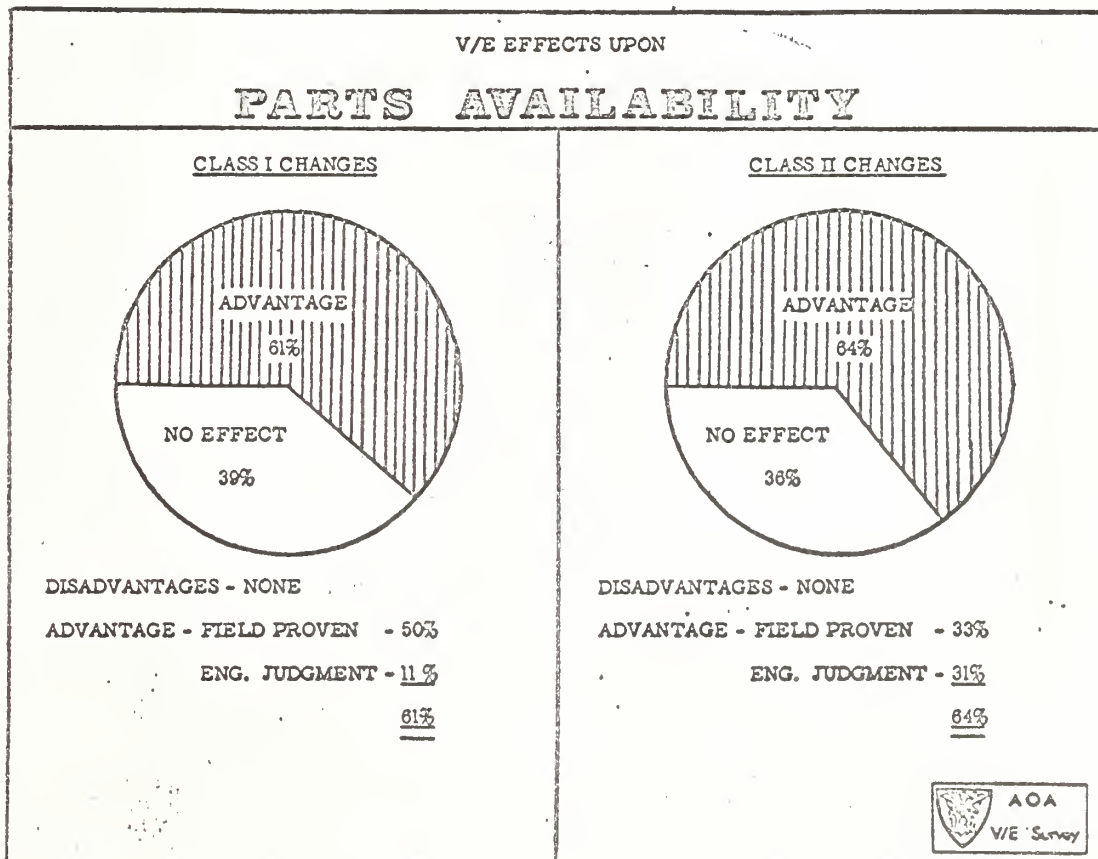 V/E EFFECTS UPON
PARTS AVAILABILITY
CLASS I CHANGES
ADVANTAGE
61%
NO EFFECT
39%
DISADVANTAGES - NONE
ADVANTAGE - FIELD PROVEN - 50%
ENG. JUDGMENT - 11%
61%
CLASS II CHANGES
ADVANTAGE
64%
NO EFFECT
36%
DISADVANTAGES - NONE
ADVANTAGE - FIELD PROVEN - 33%
ENG. JUDGMENT - 31%
64%
AOA
V/E Survey